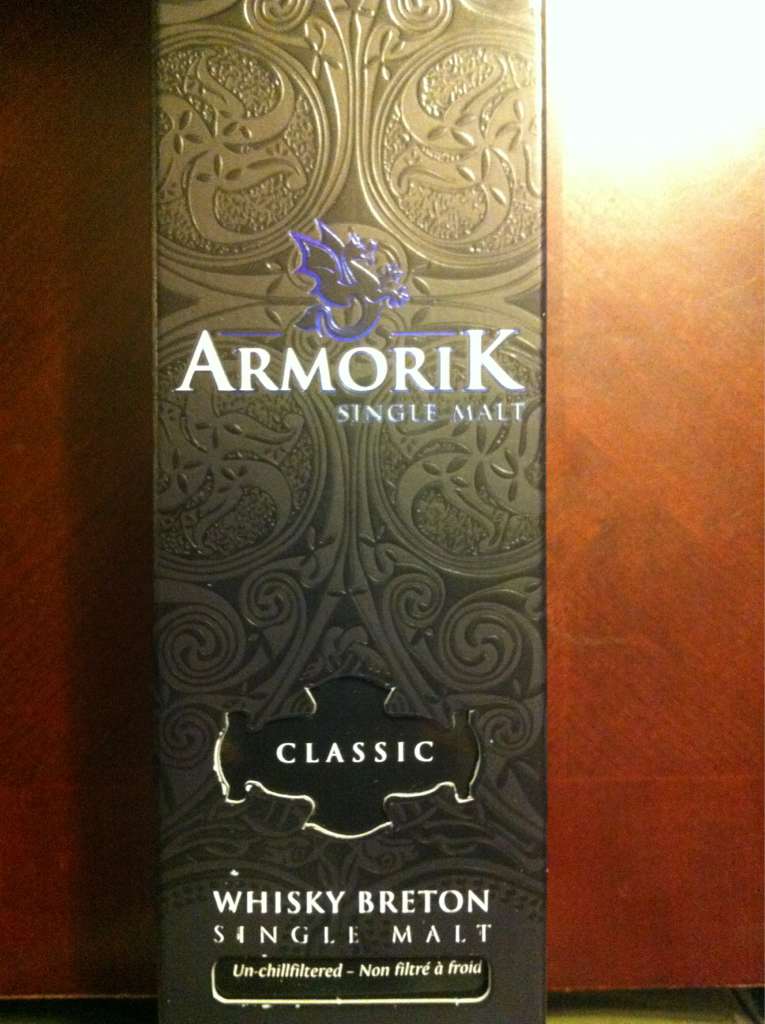 ARMORIK
SINGLE MALT
CLASSIC
WHISKY BRETON
SINGLE MALT
Un-chillfiltered – Non filtré à froid